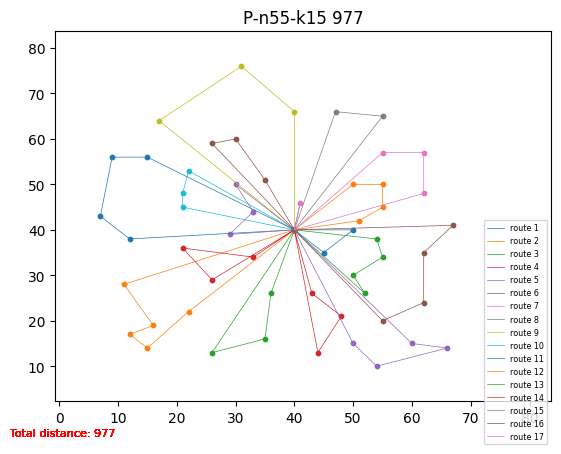 P-n55-k15 977
80
70
60
50
40
30
20
10
0 10 20 30 40 50 60 70 80
route 1
route 2
route 3
route 4
route 5
route 6
route 7
route 8
route 9
route 10
route 11
route 12
route 13
route 14
route 15
route 16
route 17
Total distance: 977